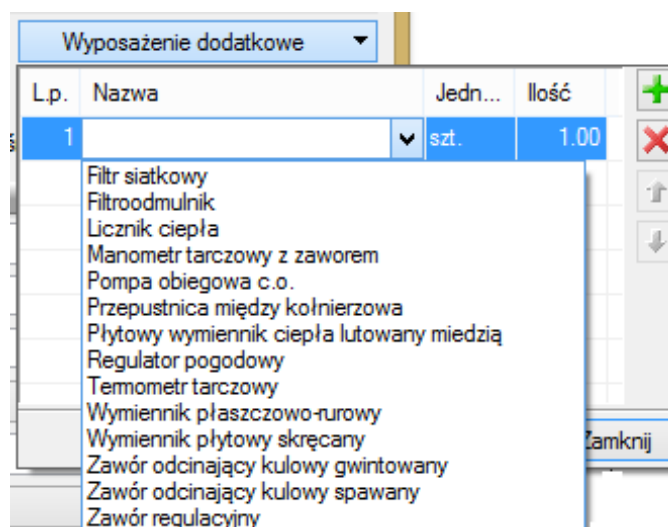 Wyposażenie dodatkowe
L.p. Nazwa Jedn... Ilość
1 szt. 1.00
Filtr siatkowy
Filtroodmulnik
Licznik ciepła
Manometr tarczowy z zaworem
Pompa obiegowa c.o.
Przepustnica między kołnierzowa
Płytowy wymiennik ciepła lutowany miedzią
Regulator pogodowy
Termometr tarczowy
Wymiennik płaszczowo-rurowy
Wymiennik płytowy skręcany
Zamknij
Zawór odcinający kulowy gwintowany
Zawór odcinający kulowy spawany
Zawór regulacyjny